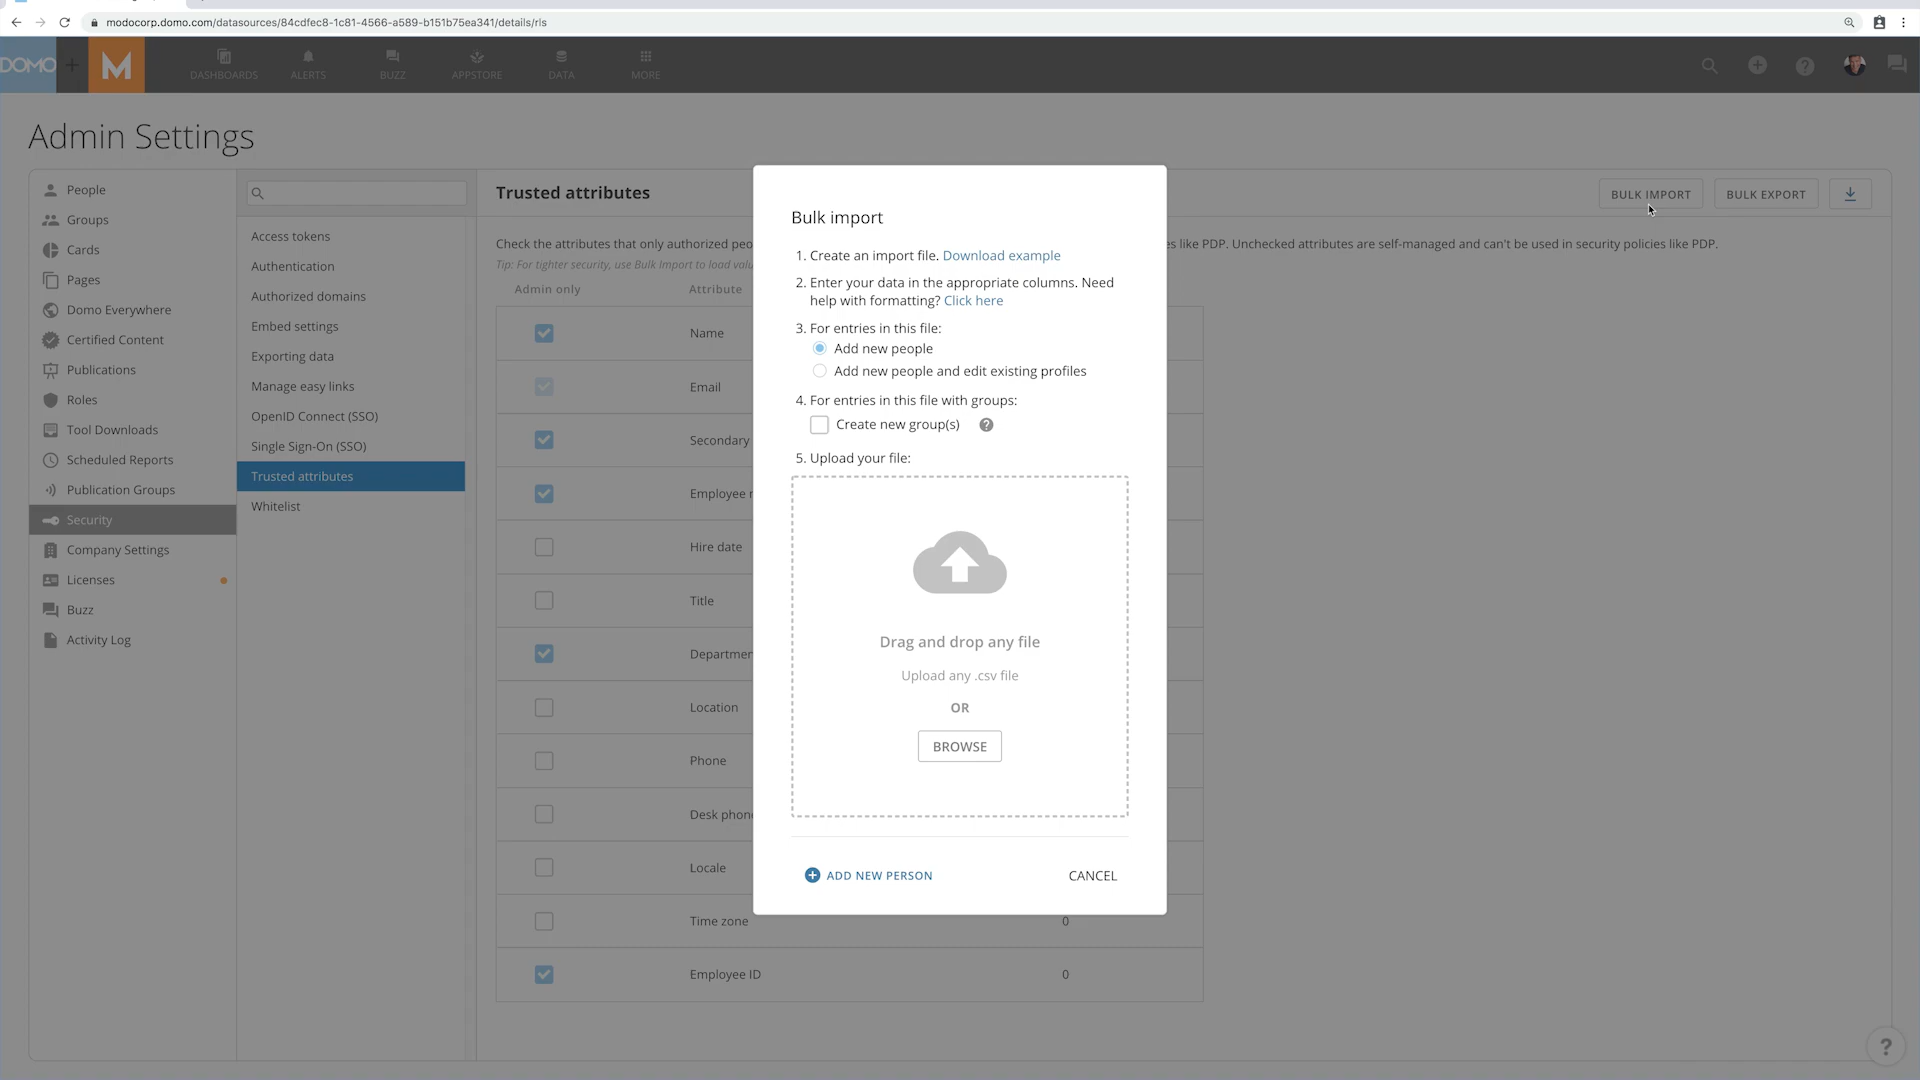 modocorp.domo.com/datasources/84cdfec8-1c81-4566-a589-b151b75ea341/details/rls
DOMO
M
DASHBOARDS
ALERTS
BUZZ
APPSTORE
DATA
MORE
Admin Settings
People
Groups
Cards
Pages
Domo Everywhere
Certified Content
Publications
Roles
Tool Downloads
Scheduled Reports
Publication Groups
Security
Company Settings
Licenses
Buzz
Activity Log
Access tokens
Authentication
Authorized domains
Embed settings
Exporting data
Manage easy links
OpenID Connect (SSO)
Single Sign-On (SSO)
Trusted attributes
Whitelist
Trusted attributes
BULK IMPORT
BULK EXPORT
Check the attributes that only authorized
like PDP. Unchecked attributes are self-managed and can't be used in security policies like PDP.
Tip: For tighter security, use Bulk Import to load
Admin only
Attribute
Name
Email
Secondary
Employee
Hire date
Title
Location
Phone
Desk
Locale
Time zone
0
Employee ID
0
Bulk import
1. Create an import file. Download example
2. Enter your data in the appropriate columns. Need
help with formatting? Click here
3. For entries in this file:
Add new people
Add new people and edit existing profiles
4. For entries in this file with groups:
Create new group(s) ?
5. Upload your file:
Drag and drop any file
Upload any .csv file
OR
BROWSE
ADD NEW PERSON
CANCEL
?